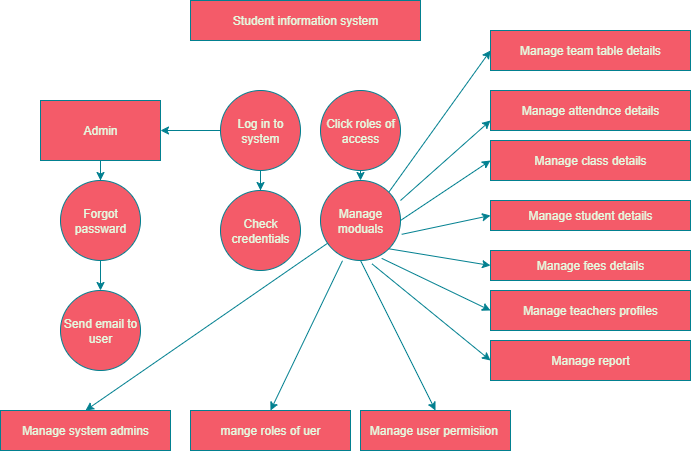 Student information system
Manage team table details
Manage attendnce details
Admin
Log in to
system
Click roles of
access
Manage class details
Forgot
passward
Check
credentials
Manage
moduals
Manage student details
Manage fees details
Send email to
user
Manage teachers profiles
Manage report
Manage system admins
mange roles of uer
Manage user permisiion